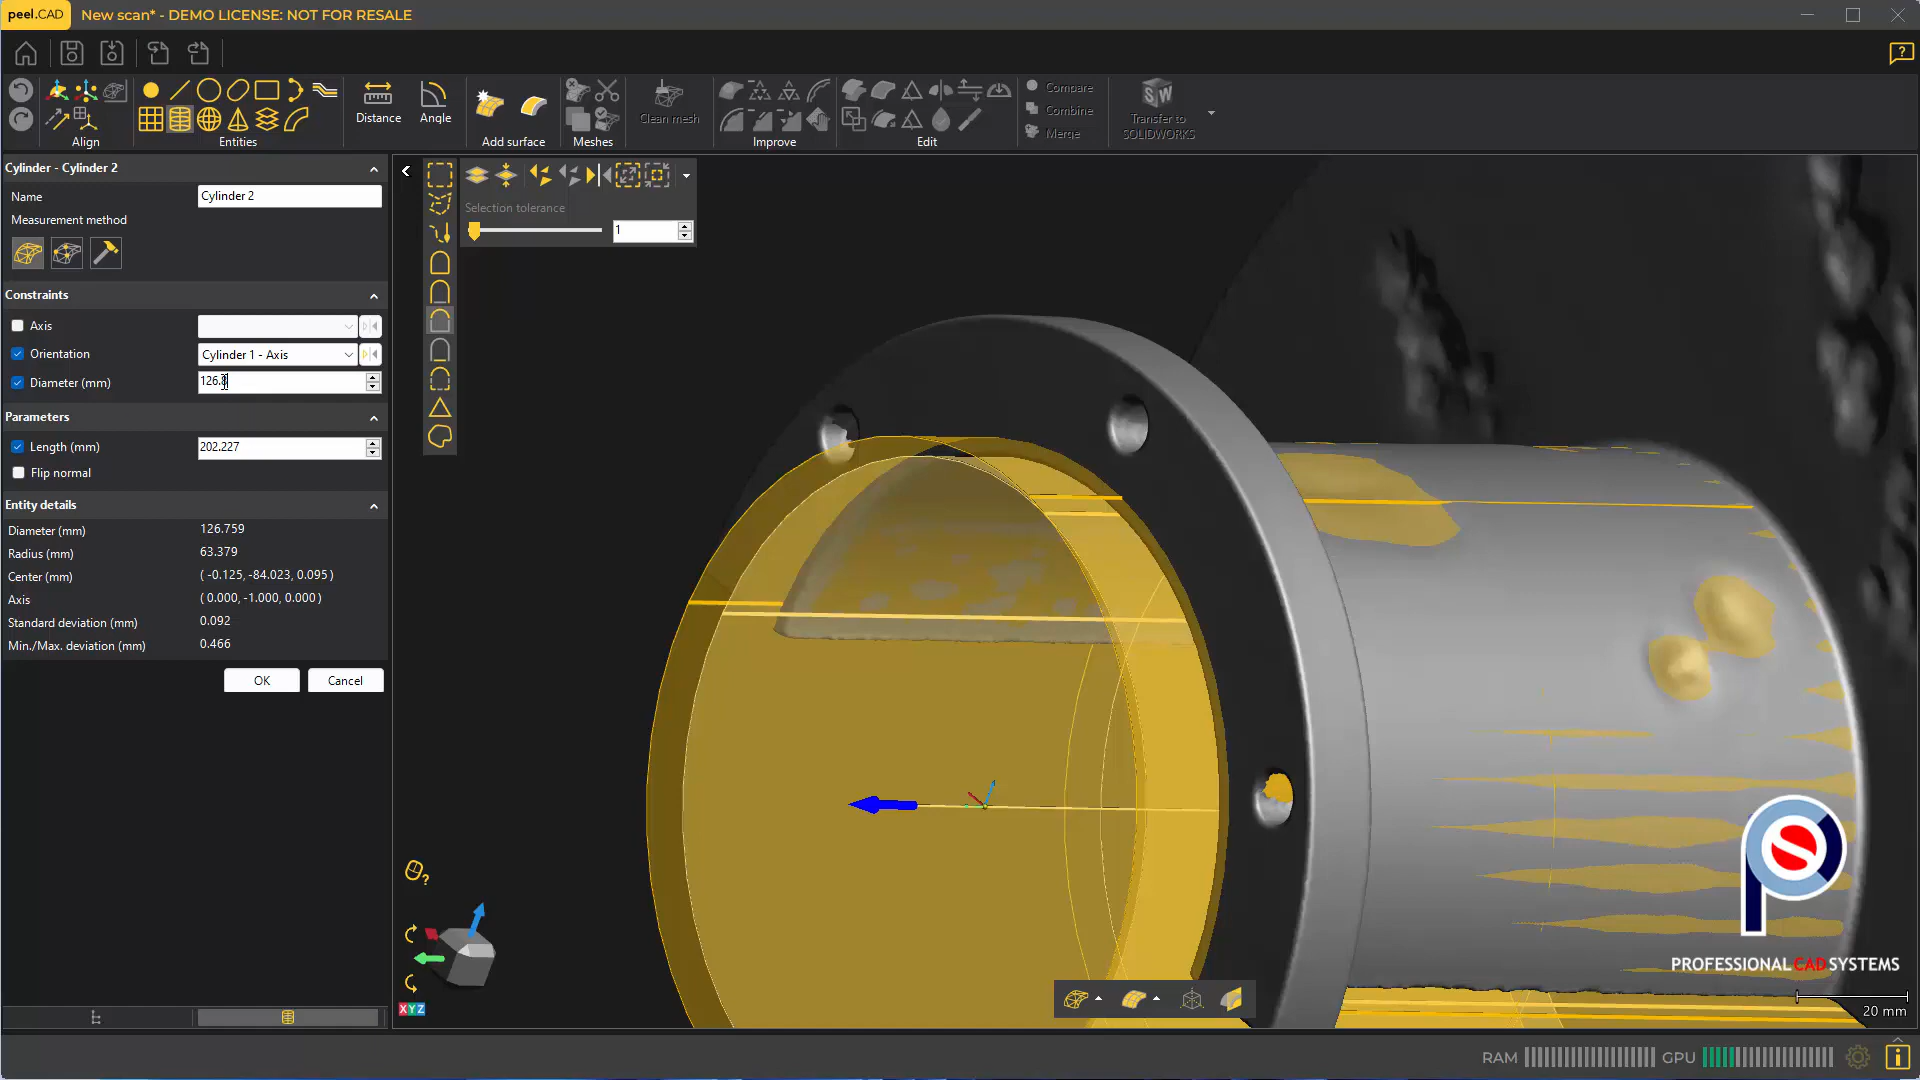 peel.CAD
New scan* - DEMO LICENSE: NOT FOR RESALE
Distance
Angle
Clean mesh
Compare
Combine
Merge
Transfer to
SOLIDWORKS
Align
Entities
Add surface
Meshes
Improve
Edit
Cylinder - Cylinder 2
Name
Cylinder 2
Measurement method
Constraints
Axis
Orientation
Cylinder 1 - Axis
Diameter (mm)
126.8
Parameters
Length (mm)
202.227
Flip normal
Entity details
Diameter (mm)
126.759
Radius (mm)
63.379
Center (mm)
( -0.125, -84.023, 0.095 )
Axis
( 0.000, -1.000, 0.000 )
Standard deviation (mm)
0.092
Min./Max. deviation (mm)
0.466
OK
Cancel
Selection tolerance
1
XYZ
PROFESSIONAL CAD SYSTEMS
20 mm
RAM
GPU